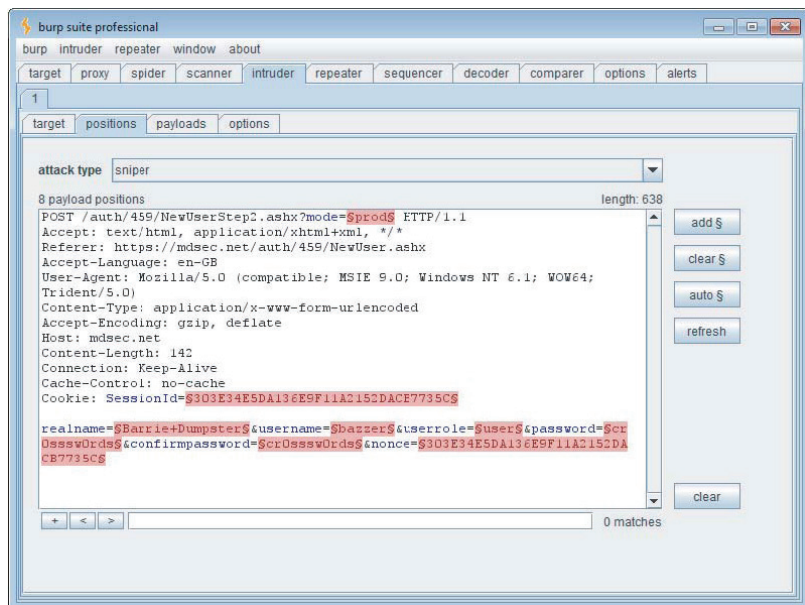 burp suite professional
burp intruder repeater window about
target proxy spider scanner intruder repeater sequencer decoder comparer options alerts
1
target positions payloads options
attack type sniper
8 payload positions length: 638
POST /auth/459/NewUserStep2.ashx?mode=§prod§ HTTP/1.1
Accept: text/html, application/xhtml+xml, */*
Referer: https://mdsec.net/auth/459/NewUser.ashx
Accept-Language: en-GB
User-Agent: Mozilla/5.0 (compatible; MSIE 9.0; Windows NT 6.1; WOW64;
Trident/5.0)
Content-Type: application/x-www-form-urlencoded
Accept-Encoding: gzip, deflate
Host: mdsec.net
Content-Length: 142
Connection: Keep-Alive
Cache-Control: no-cache
Cookie: SessionId=§303E34E5DA136E9F11A2152DACB7735C§
realname=§Barrie+Dumpster§&username=§bazzer§&userrole=§user§&password=§cr
0sssw0rds§&confirmpassword=§cr0sssw0rds§&nonce=§303E34E5DA136E9F11A2152DA
CB7735C§
add §
clear §
auto §
refresh
clear
+ < > 0 matches